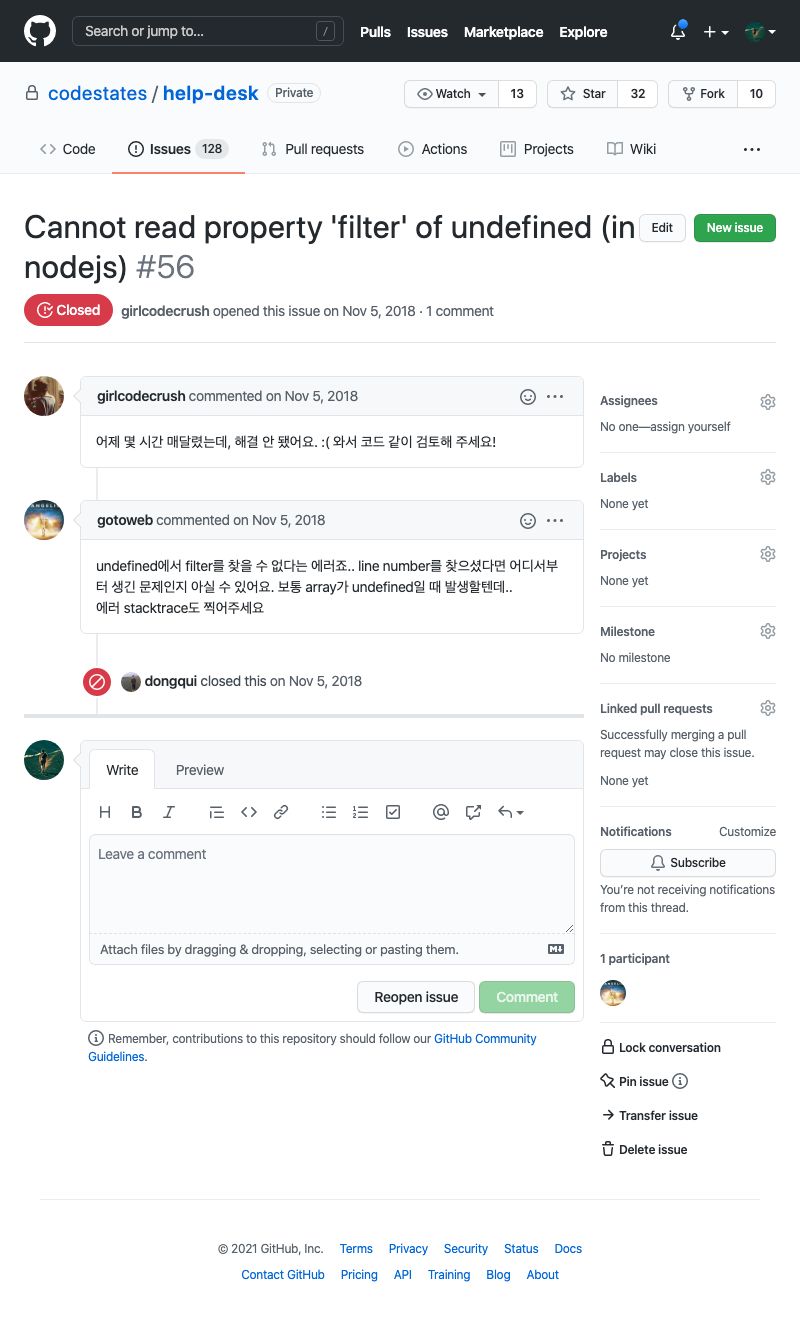 Search or jump to... /
Pulls Issues Marketplace Explore
codestates / help-desk Private
Watch 13 Star 32 Fork 10
Code Issues 128 Pull requests Actions Projects Wiki ...
Cannot read property 'filter' of undefined (in
nodejs) #56
Edit New issue
Closed girlcodecrush opened this issue on Nov 5, 2018 · 1 comment
girlcodecrush commented on Nov 5, 2018
어제 몇 시간 매달렸는데, 해결 안 됐어요. :( 와서 코드 같이 검토해 주세요!
gotoweb commented on Nov 5, 2018
undefined에서 filter를 찾을 수 없다는 에러죠.. line number를 찾으셨다면 어디서부
터 생긴 문제인지 아실 수 있어요. 보통 array가 undefined일 때 발생할텐데..
에러 stacktrace도 찍어주세요
dongqui closed this on Nov 5, 2018
Write Preview
H B I
Leave a comment
Attach files by dragging & dropping, selecting or pasting them.
Reopen issue Comment
Remember, contributions to this repository should follow our GitHub Community
Guidelines.
Assignees
No one—assign yourself
Labels
None yet
Projects
None yet
Milestone
No milestone
Linked pull requests
Successfully merging a pull
request may close this issue.
None yet
Notifications Customize
Subscribe
You're not receiving notifications
from this thread.
1 participant
Lock conversation
Pin issue
Transfer issue
Delete issue
© 2021 GitHub, Inc. Terms Privacy Security Status Docs
Contact GitHub Pricing API Training Blog About